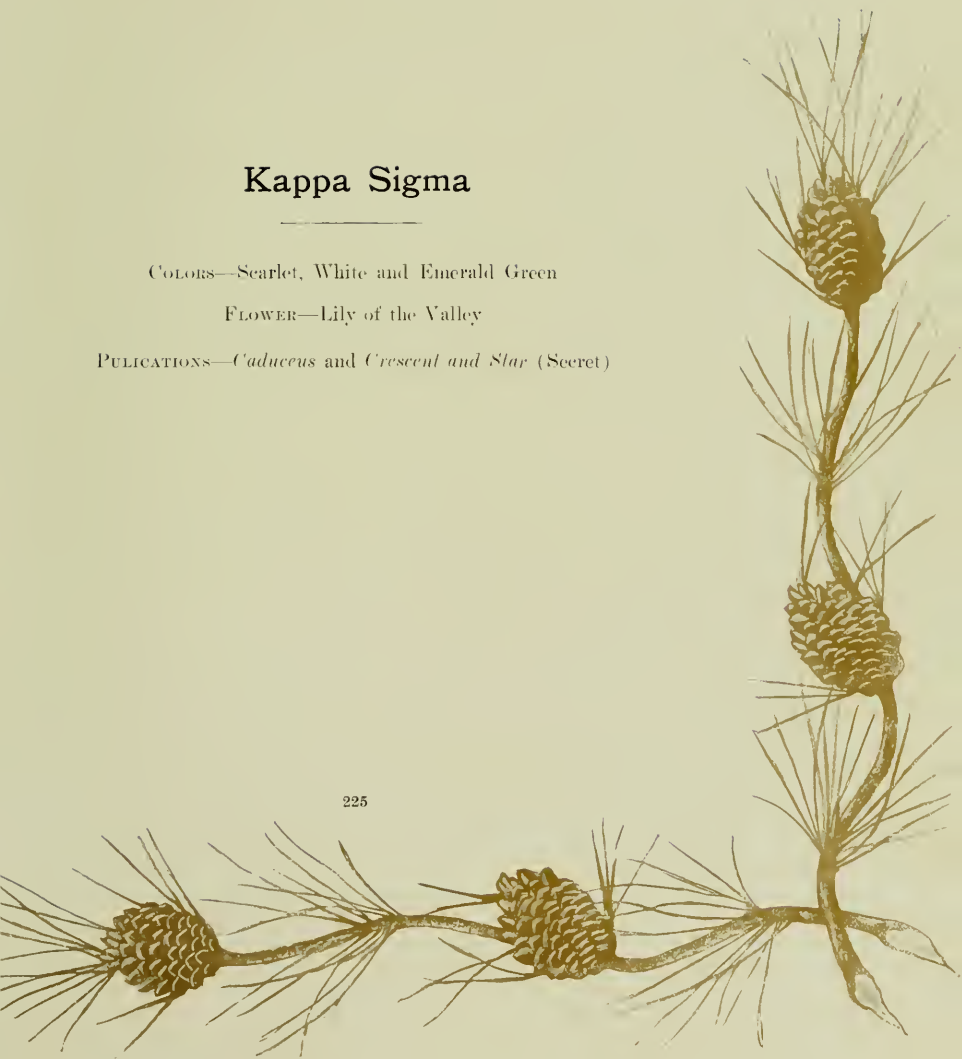 Kappa Sigma
COLORS—Scarlet, White and Emerald Green
FLOWER—Lily of the Valley
PULICATIONS—Caduceus and Crescent and Star (Secret)
225